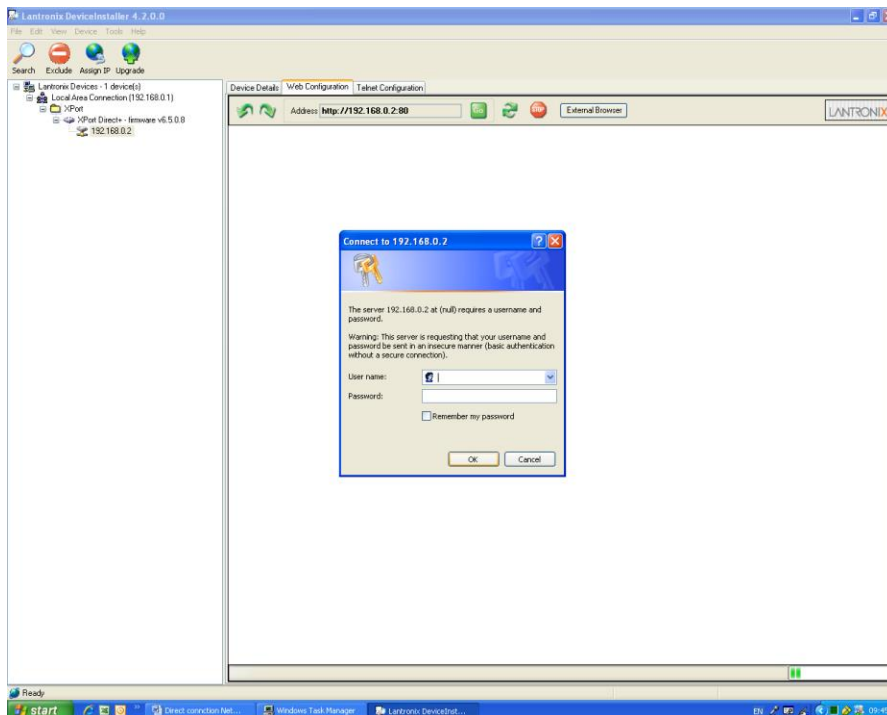 Lantronix DeviceInstaller 4.2.0.0
File Edit View Device Tools Help
Search Exclude Assign IP Upgrade
Lantronix Devices - 1 device(s)
Local Area Connection (192.168.0.1)
XPort
XPort Direct+ - firmware v6.5.0.8
192.168.0.2
Device Details Web Configuration Telnet Configuration
Address http://192.168.0.2:80 Go STOP External Browser
LANTRONIX
Connect to 192.168.0.2
The server 192.168.0.2 at (null) requires a username and
password.
Warning: This server is requesting that your username and
password be sent in an insecure manner (basic authentication
without a secure connection).
User name:
Password:
Remember my password
OK Cancel
Ready
start Direct connction Net... Windows Task Manager Lantronix DeviceInst... EN 09:45